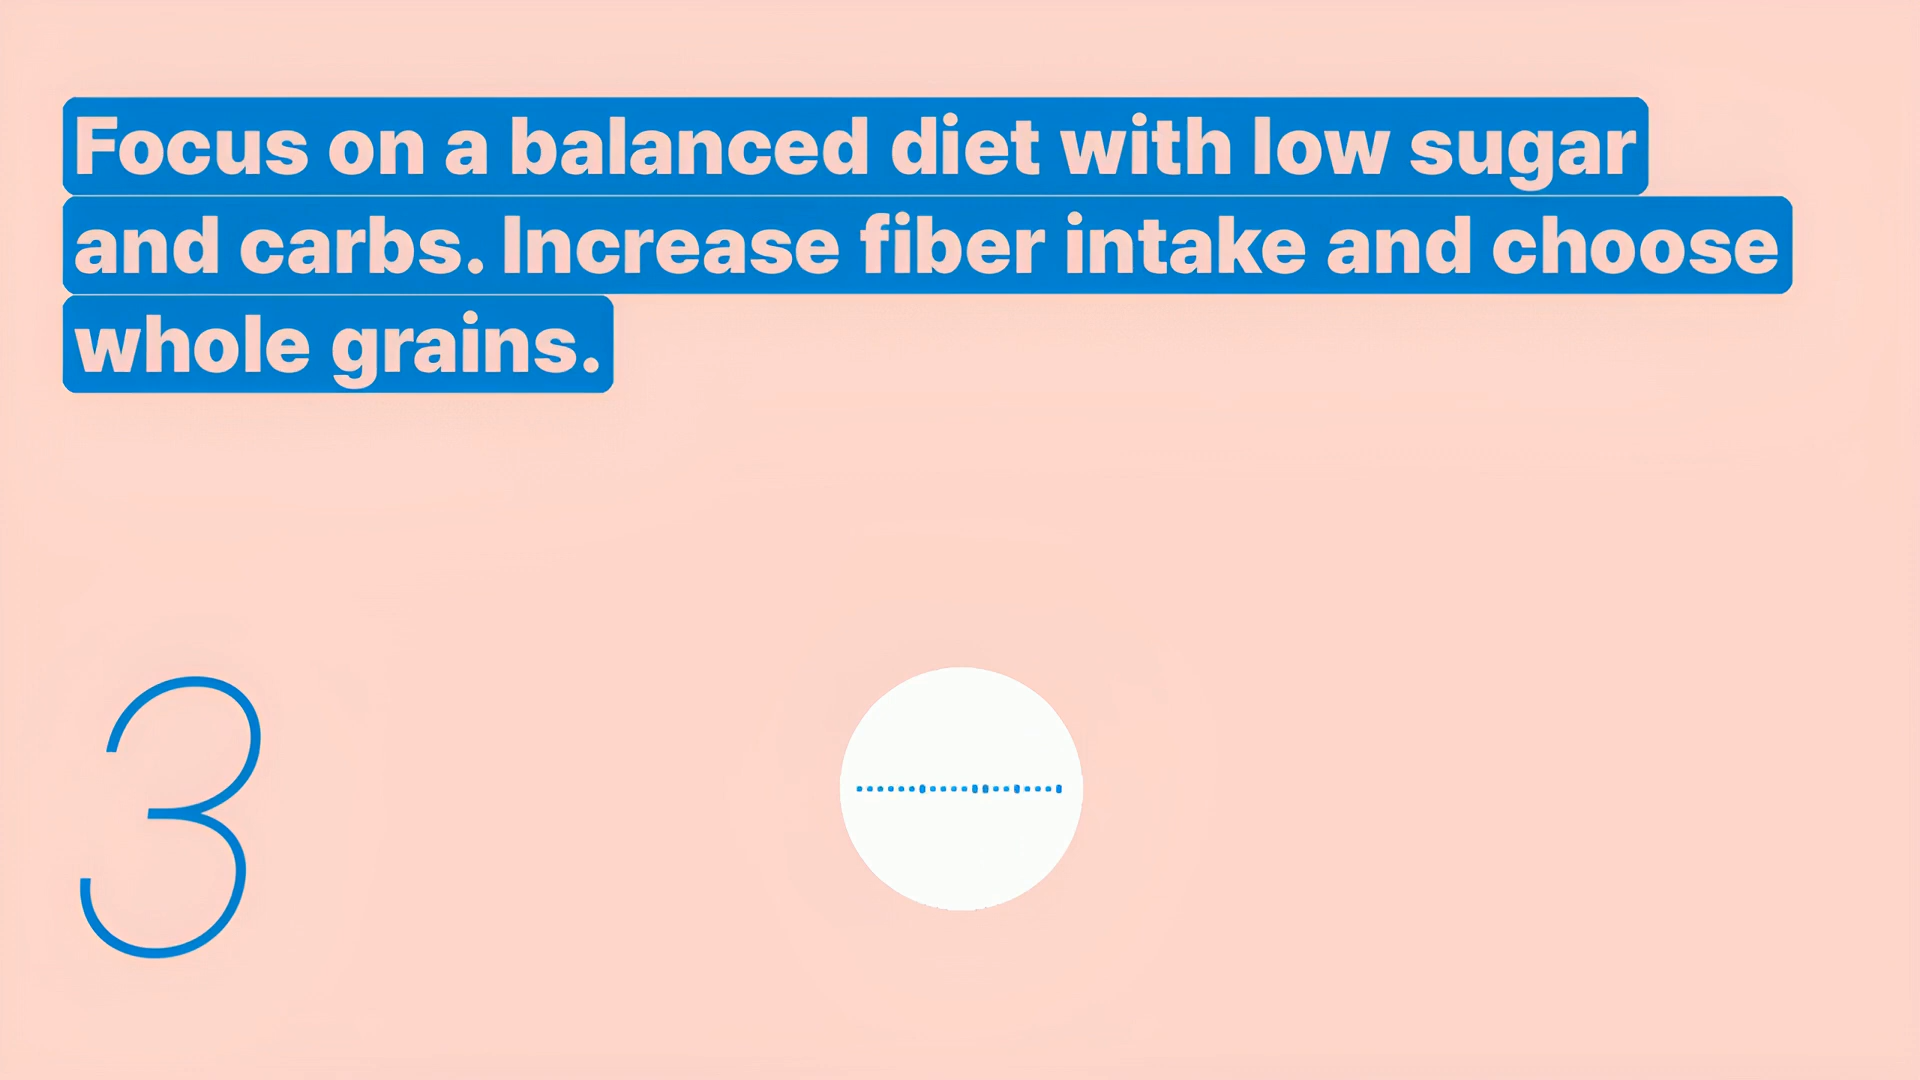 Focus on a balanced diet with low sugar
and carbs. Increase fiber intake and choose
whole grains.
3